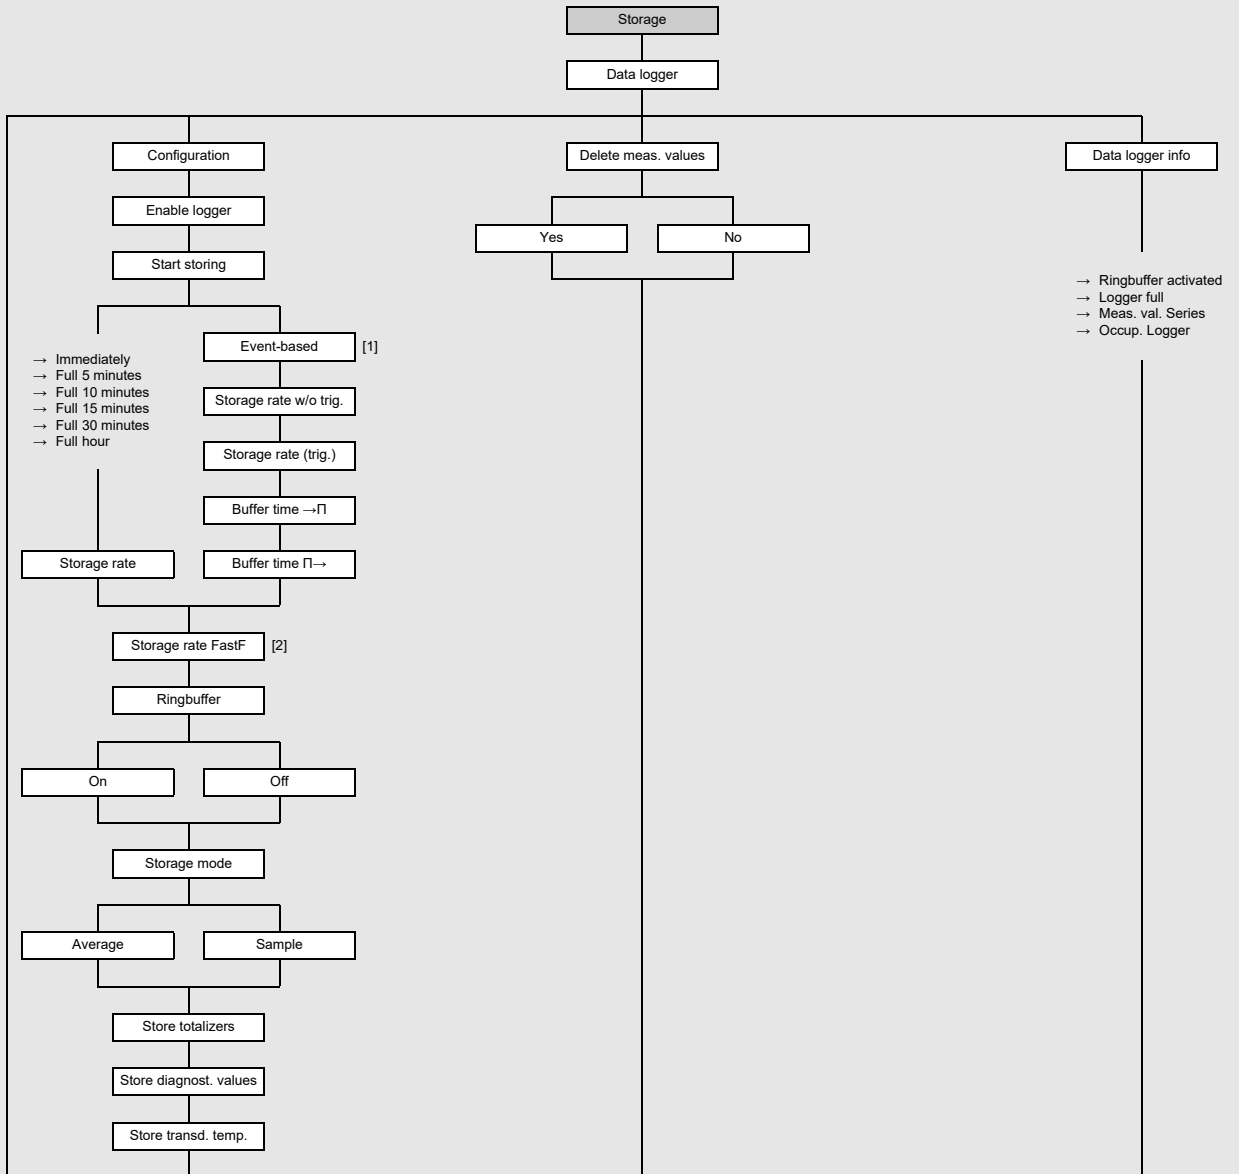 Storage
Data logger
Configuration
Delete meas. values
Data logger info
Enable logger
Yes
No
Start storing
→ Ringbuffer activated
→ Logger full
→ Meas. val. Series
→ Occup. Logger
Event-based [1]
→ Immediately
→ Full 5 minutes
→ Full 10 minutes
→ Full 15 minutes
→ Full 30 minutes
→ Full hour
Storage rate w/o trig.
Storage rate (trig.)
Buffer time →Π
Storage rate
Buffer time Π→
Storage rate FastF [2]
Ringbuffer
On
Off
Storage mode
Average
Sample
Store totalizers
Store diagnost. values
Store transd. temp.